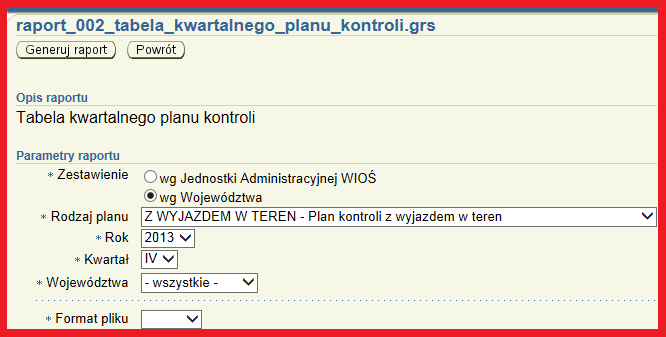 raport_002_tabela_kwartalnego_planu_kontroli.grs
Generuj raport Powrót
Opis raportu
Tabela kwartalnego planu kontroli
Parametry raportu
* Zestawienie wg Jednostki Administracyjnej WIOŚ
wg Województwa
* Rodzaj planu Z WYJAZDEM W TEREN - Plan kontroli z wyjazdem w teren
* Rok 2013
* Kwartał IV
* Województwa - wszystkie -
* Format pliku